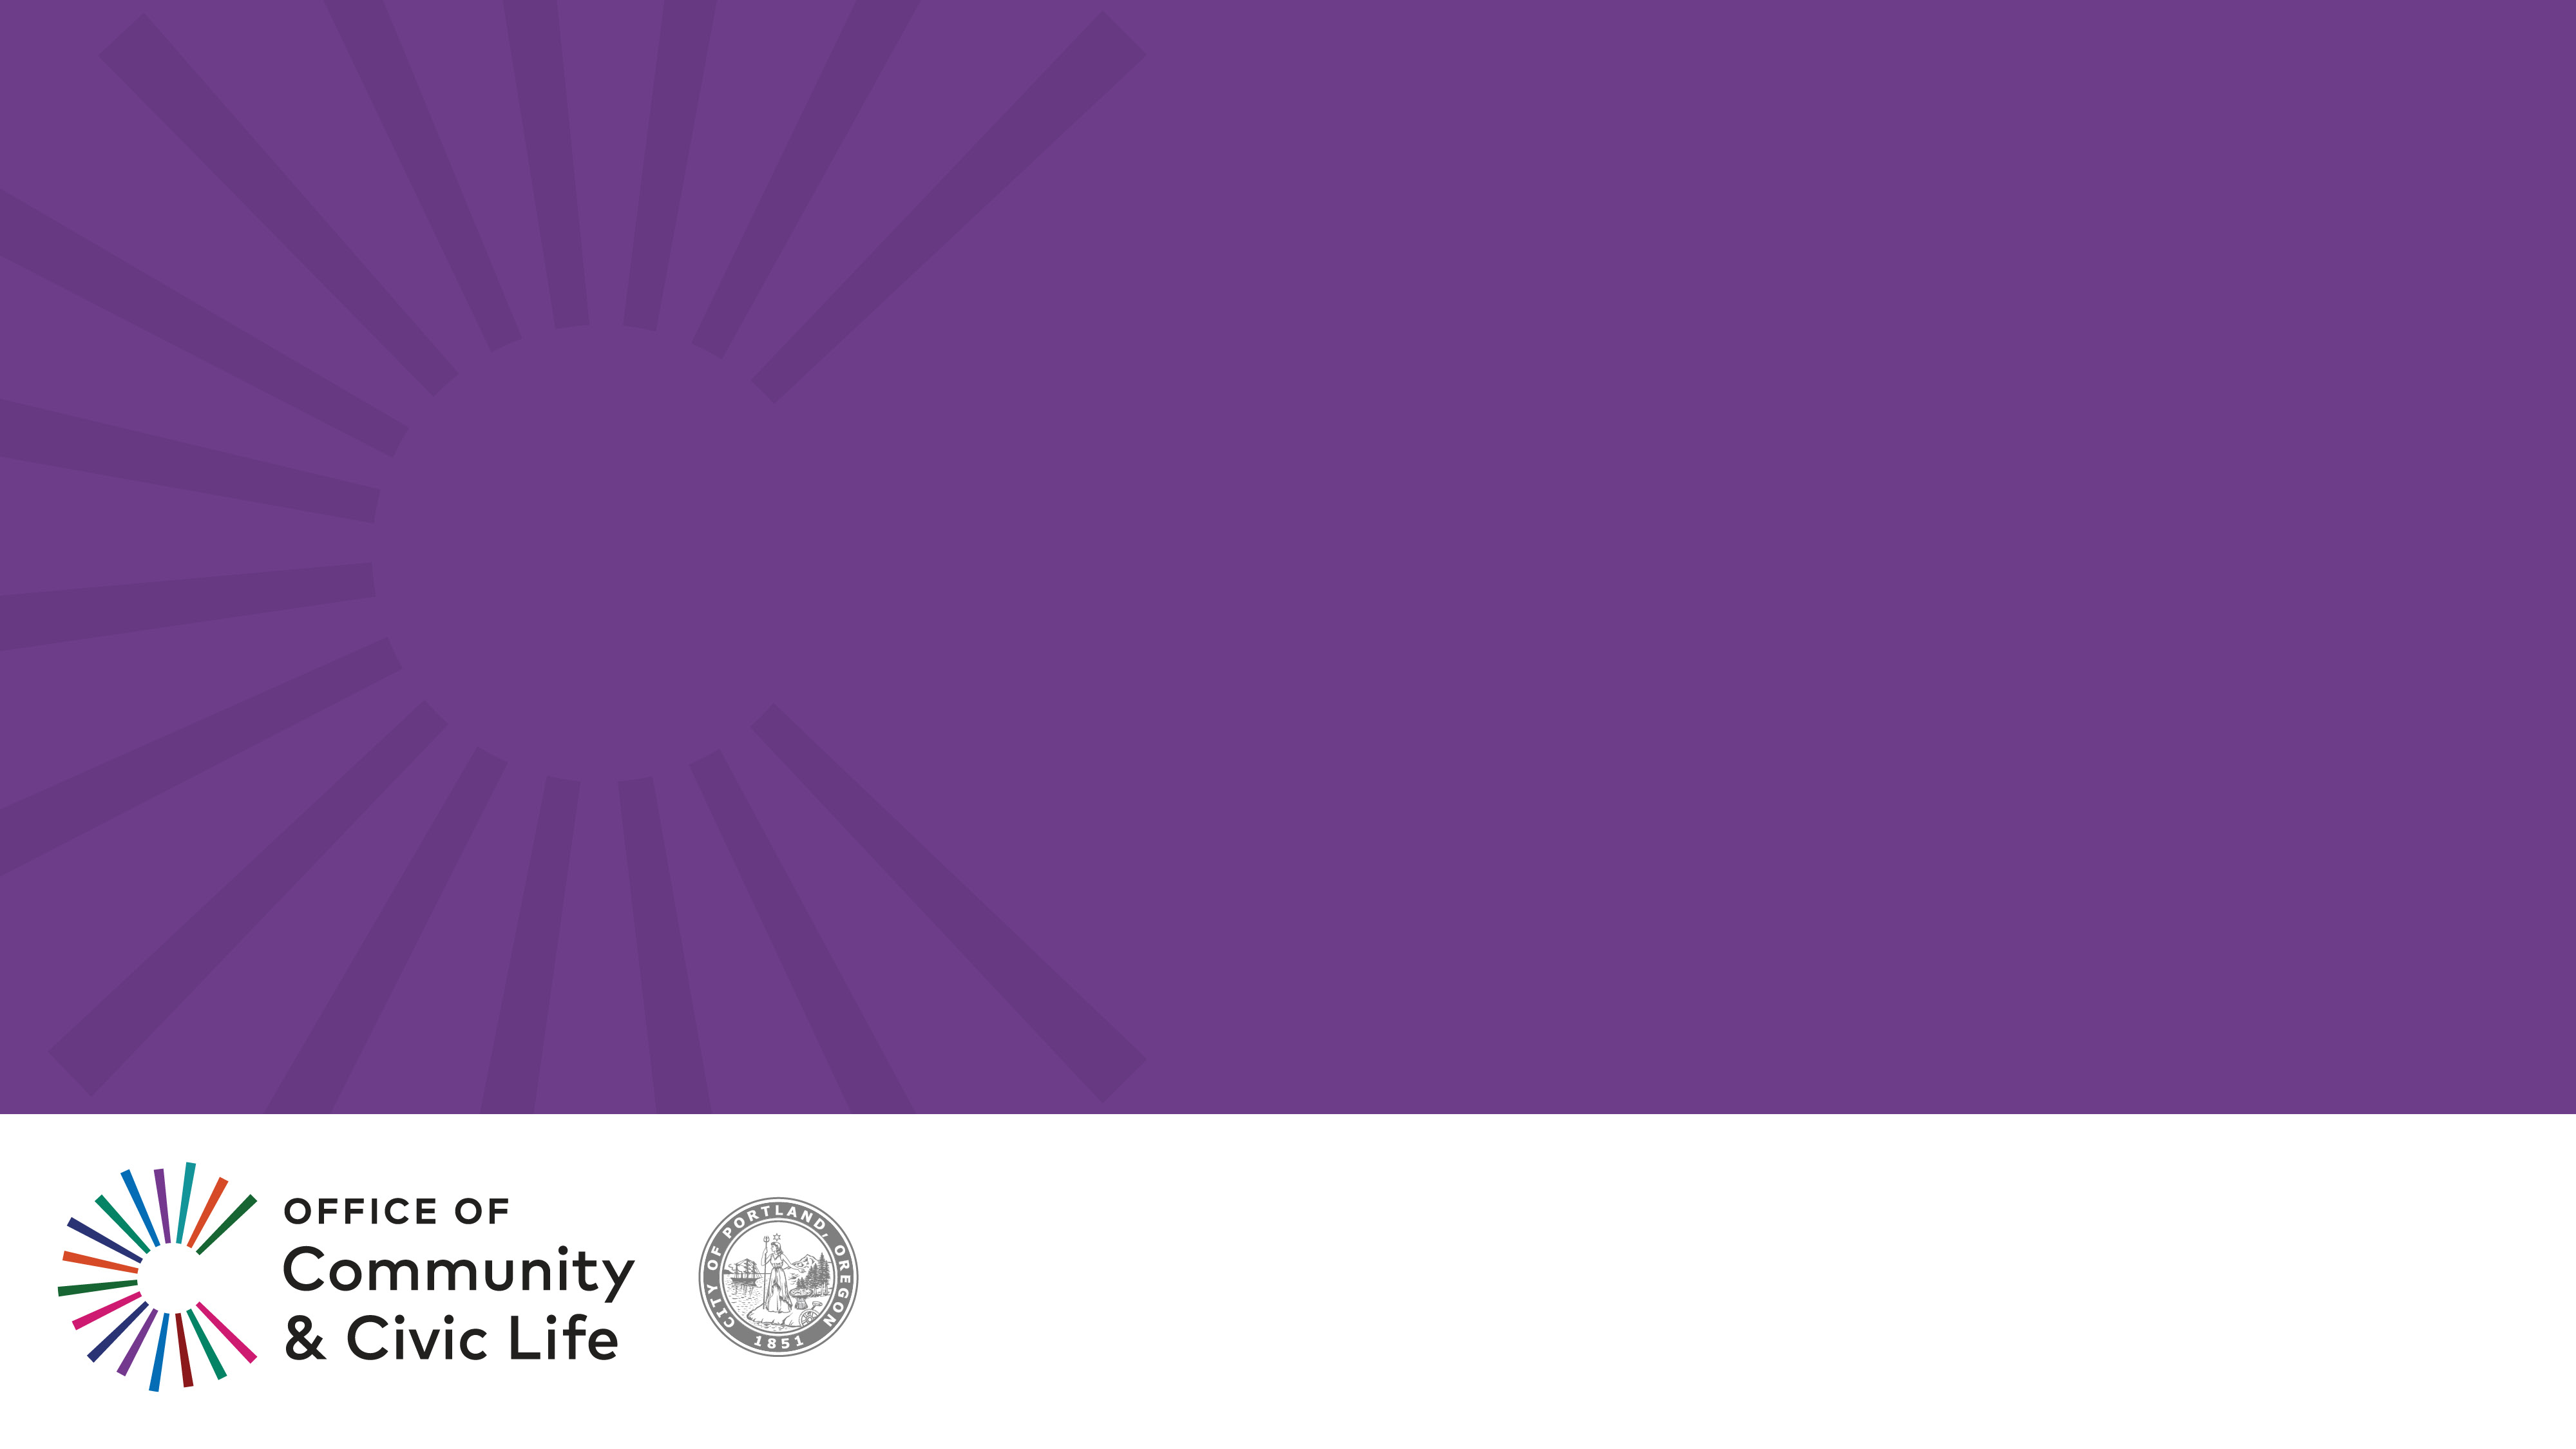 OFFICE OF
Community
& Civic Life
CITY OF PORTLAND, OREGON
1851